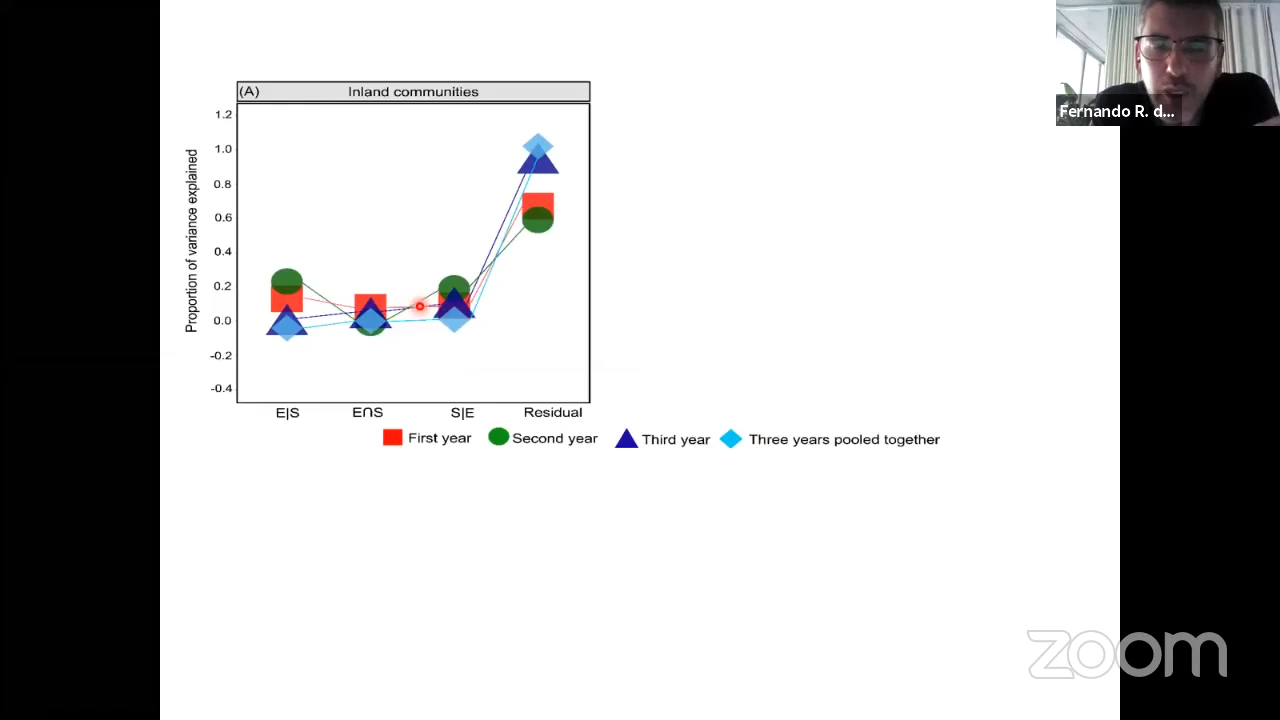 Fernando R. d...
(A) Inland communities
Proportion of variance explained
1.2
1.0
0.8
0.6
0.4
0.2
0.0
-0.2
-0.4
E|S E∩S S|E Residual
First year Second year Third year Three years pooled together
zoom